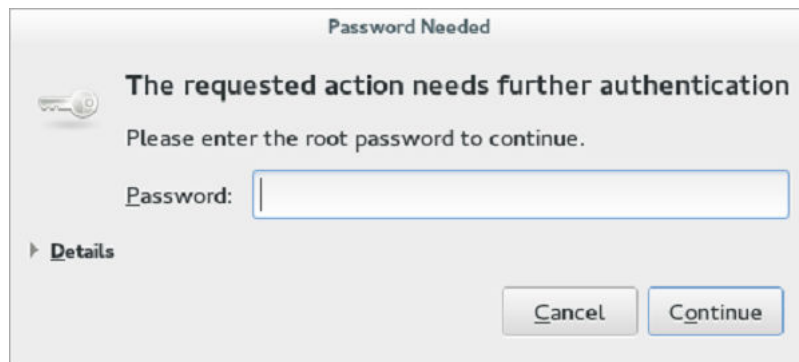 Password Needed
The requested action needs further authentication
Please enter the root password to continue.
Password:
Details
Cancel
Continue